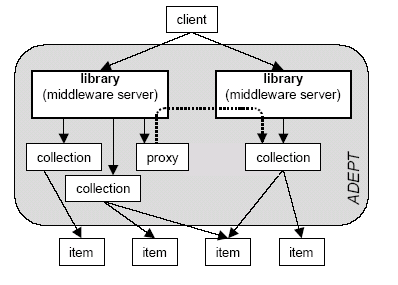 client
library
(middleware server)
library
(middleware server)
collection
proxy
collection
collection
ADEPT
item
item
item
item